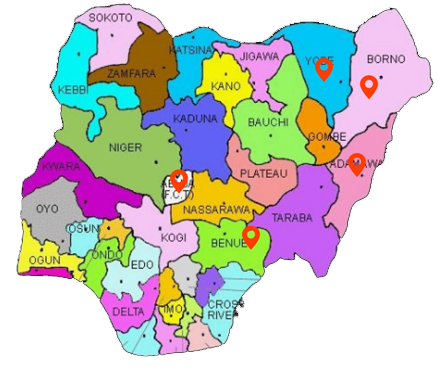 SOKOTO
KATSINA
JIGAWA
YOBE
BORNO
ZAMFARA
KEBBI
KANO
KADUNA
BAUCHI
GOMBE
NIGER
ADAMAWA
KWARA
PLATEAU
(F.C.T)
NASSARAWA
OYO
TARABA
OSUN
KOGI
BENUE
ONDO
OGUN
EDO
DELTA
IMO
CROSS
RIVER